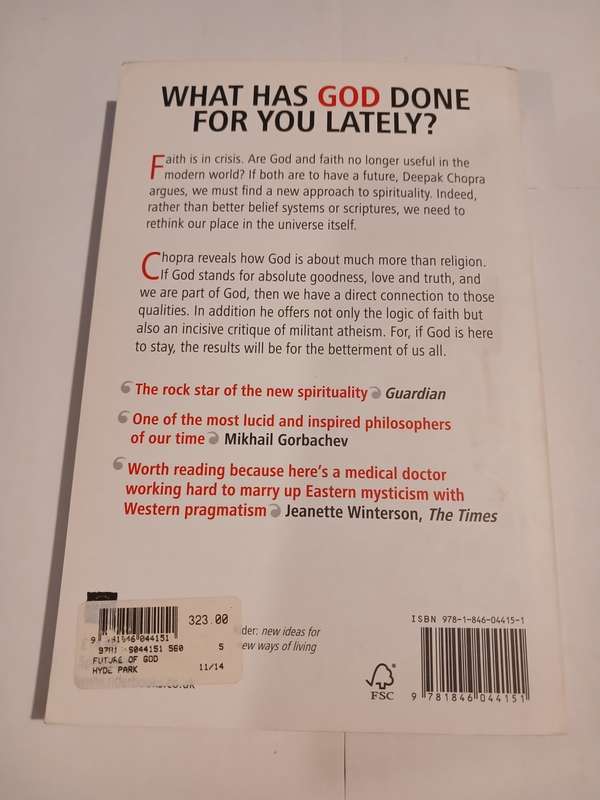 WHAT HAS GOD DONE
FOR YOU LATELY?
Faith is in crisis. Are God and faith no longer useful in the
modern world? If both are to have a future, Deepak Chopra
argues, we must find a new approach to spirituality. Indeed,
rather than better belief systems or scriptures, we need to
rethink our place in the universe itself.
Chopra reveals how God is about much more than religion.
If God stands for absolute goodness, love and truth, and
we are part of God, then we have a direct connection to those
qualities. In addition he offers not only the logic of faith but
also an incisive critique of militant atheism. For, if God is here
to stay, the results will be for the betterment of us all.
‘The rock star of the new spirituality’ Guardian
‘One of the most lucid and inspired philosophers
of our time’ Mikhail Gorbachev
‘Worth reading because here's a medical doctor
working hard to marry up Eastern mysticism with
Western pragmatism’ Jeanette Winterson, The Times
323.00
5044151 560 5
FUTURE OF GOD
HYDE PARK 11/14
new ideas for
new ways of living
.co.uk
FSC
ISBN 978-1-846-04415-1
9 781846 044151